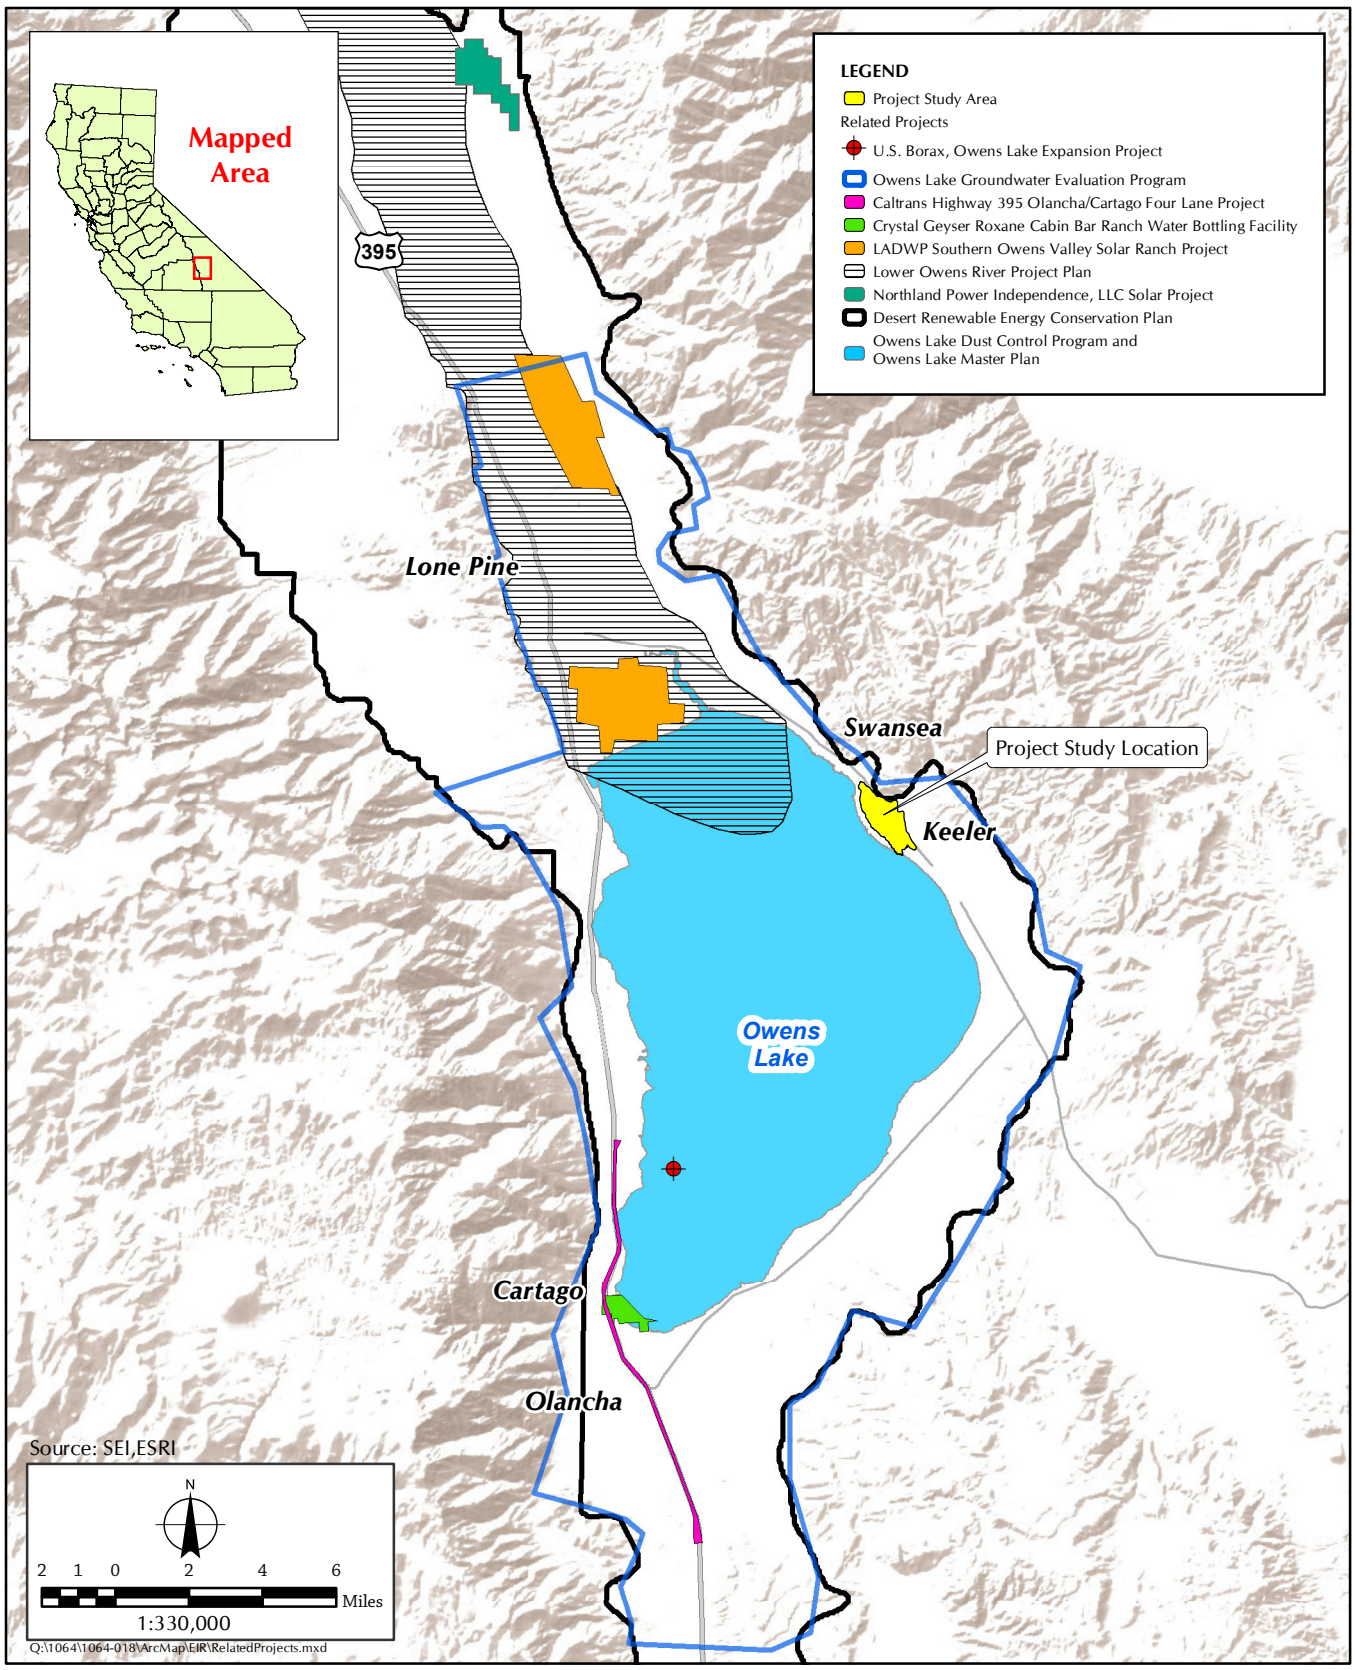 Mapped
Area
395
LEGEND
Project Study Area
Related Projects
U.S. Borax, Owens Lake Expansion Project
Owens Lake Groundwater Evaluation Program
Caltrans Highway 395 Olancha/Cartago Four Lane Project
Crystal Geyser Roxane Cabin Bar Ranch Water Bottling Facility
LADWP Southern Owens Valley Solar Ranch Project
Lower Owens River Project Plan
Northland Power Independence, LLC Solar Project
Desert Renewable Energy Conservation Plan
Owens Lake Dust Control Program and
Owens Lake Master Plan
Lone Pine
Swansea
Project Study Location
Keeler
Owens
Lake
Cartago
Olancha
Source: SEI,ESRI
N
2 1 0 2 4 6
Miles
1:330,000
Q:\1064\1064-018\ArcMap\EIR\RelatedProjects.mxd